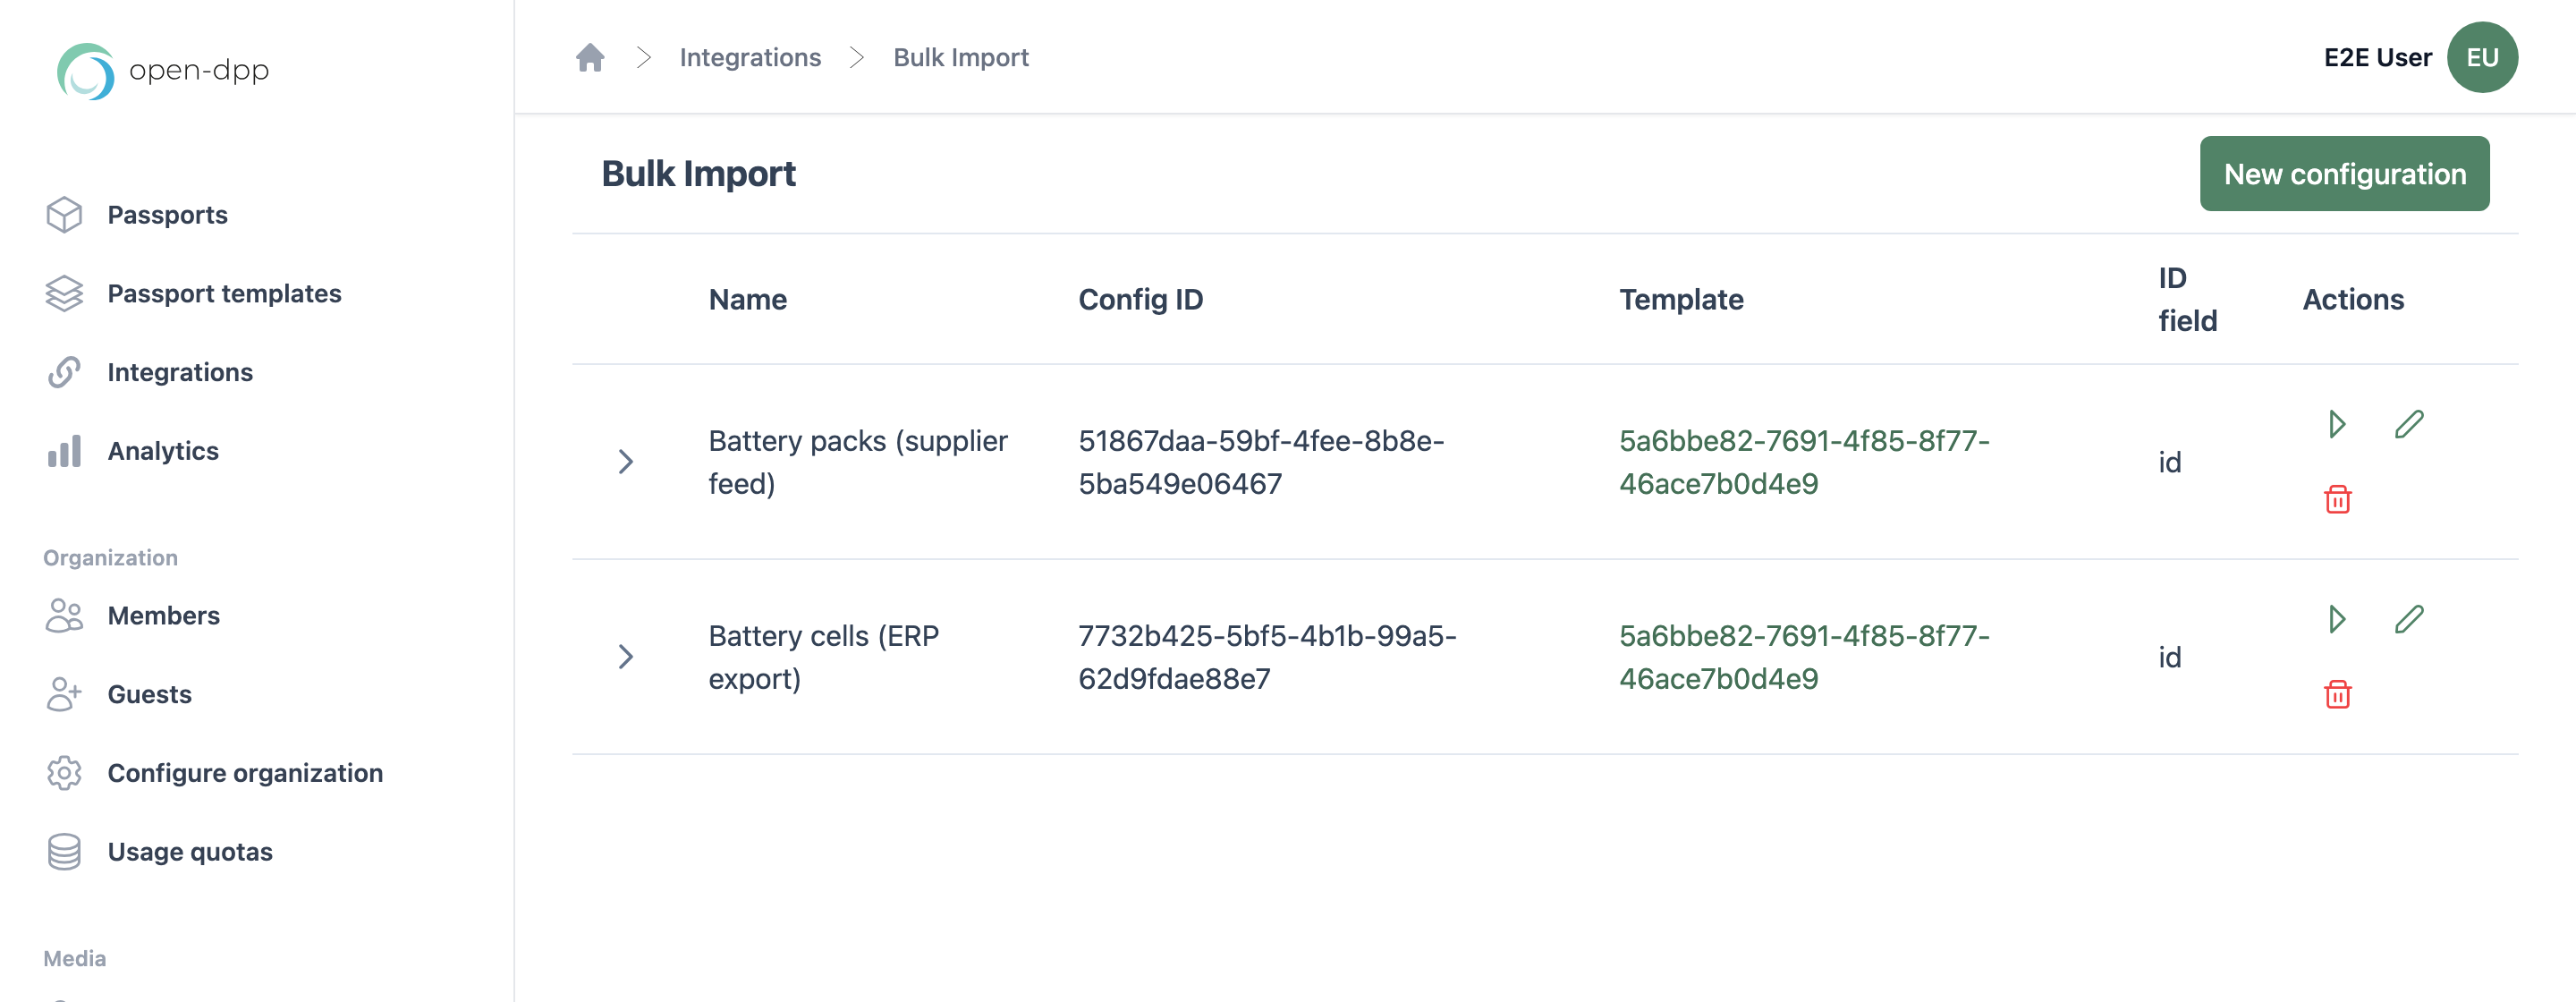 open-dpp
Passports
Passport templates
Integrations
Analytics
Organization
Members
Guests
Configure organization
Usage quotas
Media
Integrations
Bulk Import
E2E User
EU
Bulk Import
New configuration
Name
Config ID
Template
ID
field
Actions
Battery packs (supplier
feed)
51867daa-59bf-4fee-8b8e-
5ba549e06467
5a6bbe82-7691-4f85-8f77-
46ace7b0d4e9
id
Battery cells (ERP
export)
7732b425-5bf5-4b1b-99a5-
62d9fdae88e7
5a6bbe82-7691-4f85-8f77-
46ace7b0d4e9
id